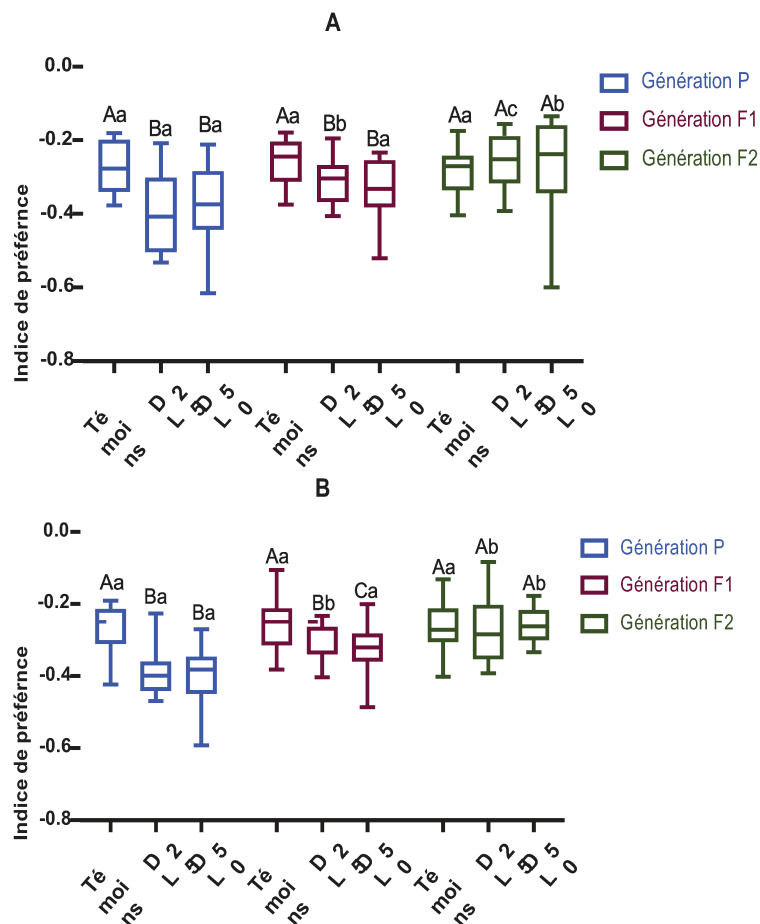 A
0.0
-0.2
-0.4
-0.6
-0.8
Indice de préférnce
Aa
Ba
Ba
Aa
Bb
Ba
Aa
Ac
Ab
Génération P
Génération F1
Génération F2
Té
moi
ns
D
L
2
5
D
L
5
0
Té
moi
ns
D
L
2
5
D
L
5
0
Té
moi
ns
D
L
2
5
D
L
5
0
B
0.0
-0.2
-0.4
-0.6
-0.8
Indice de préférnce
Aa
Ba
Ba
Aa
Bb
Ca
Aa
Ab
Ab
Génération P
Génération F1
Génération F2
Té
moi
ns
D
L
2
5
D
L
5
0
Té
moi
ns
D
L
2
5
D
L
5
0
Té
moi
ns
D
L
2
5
D
L
5
0